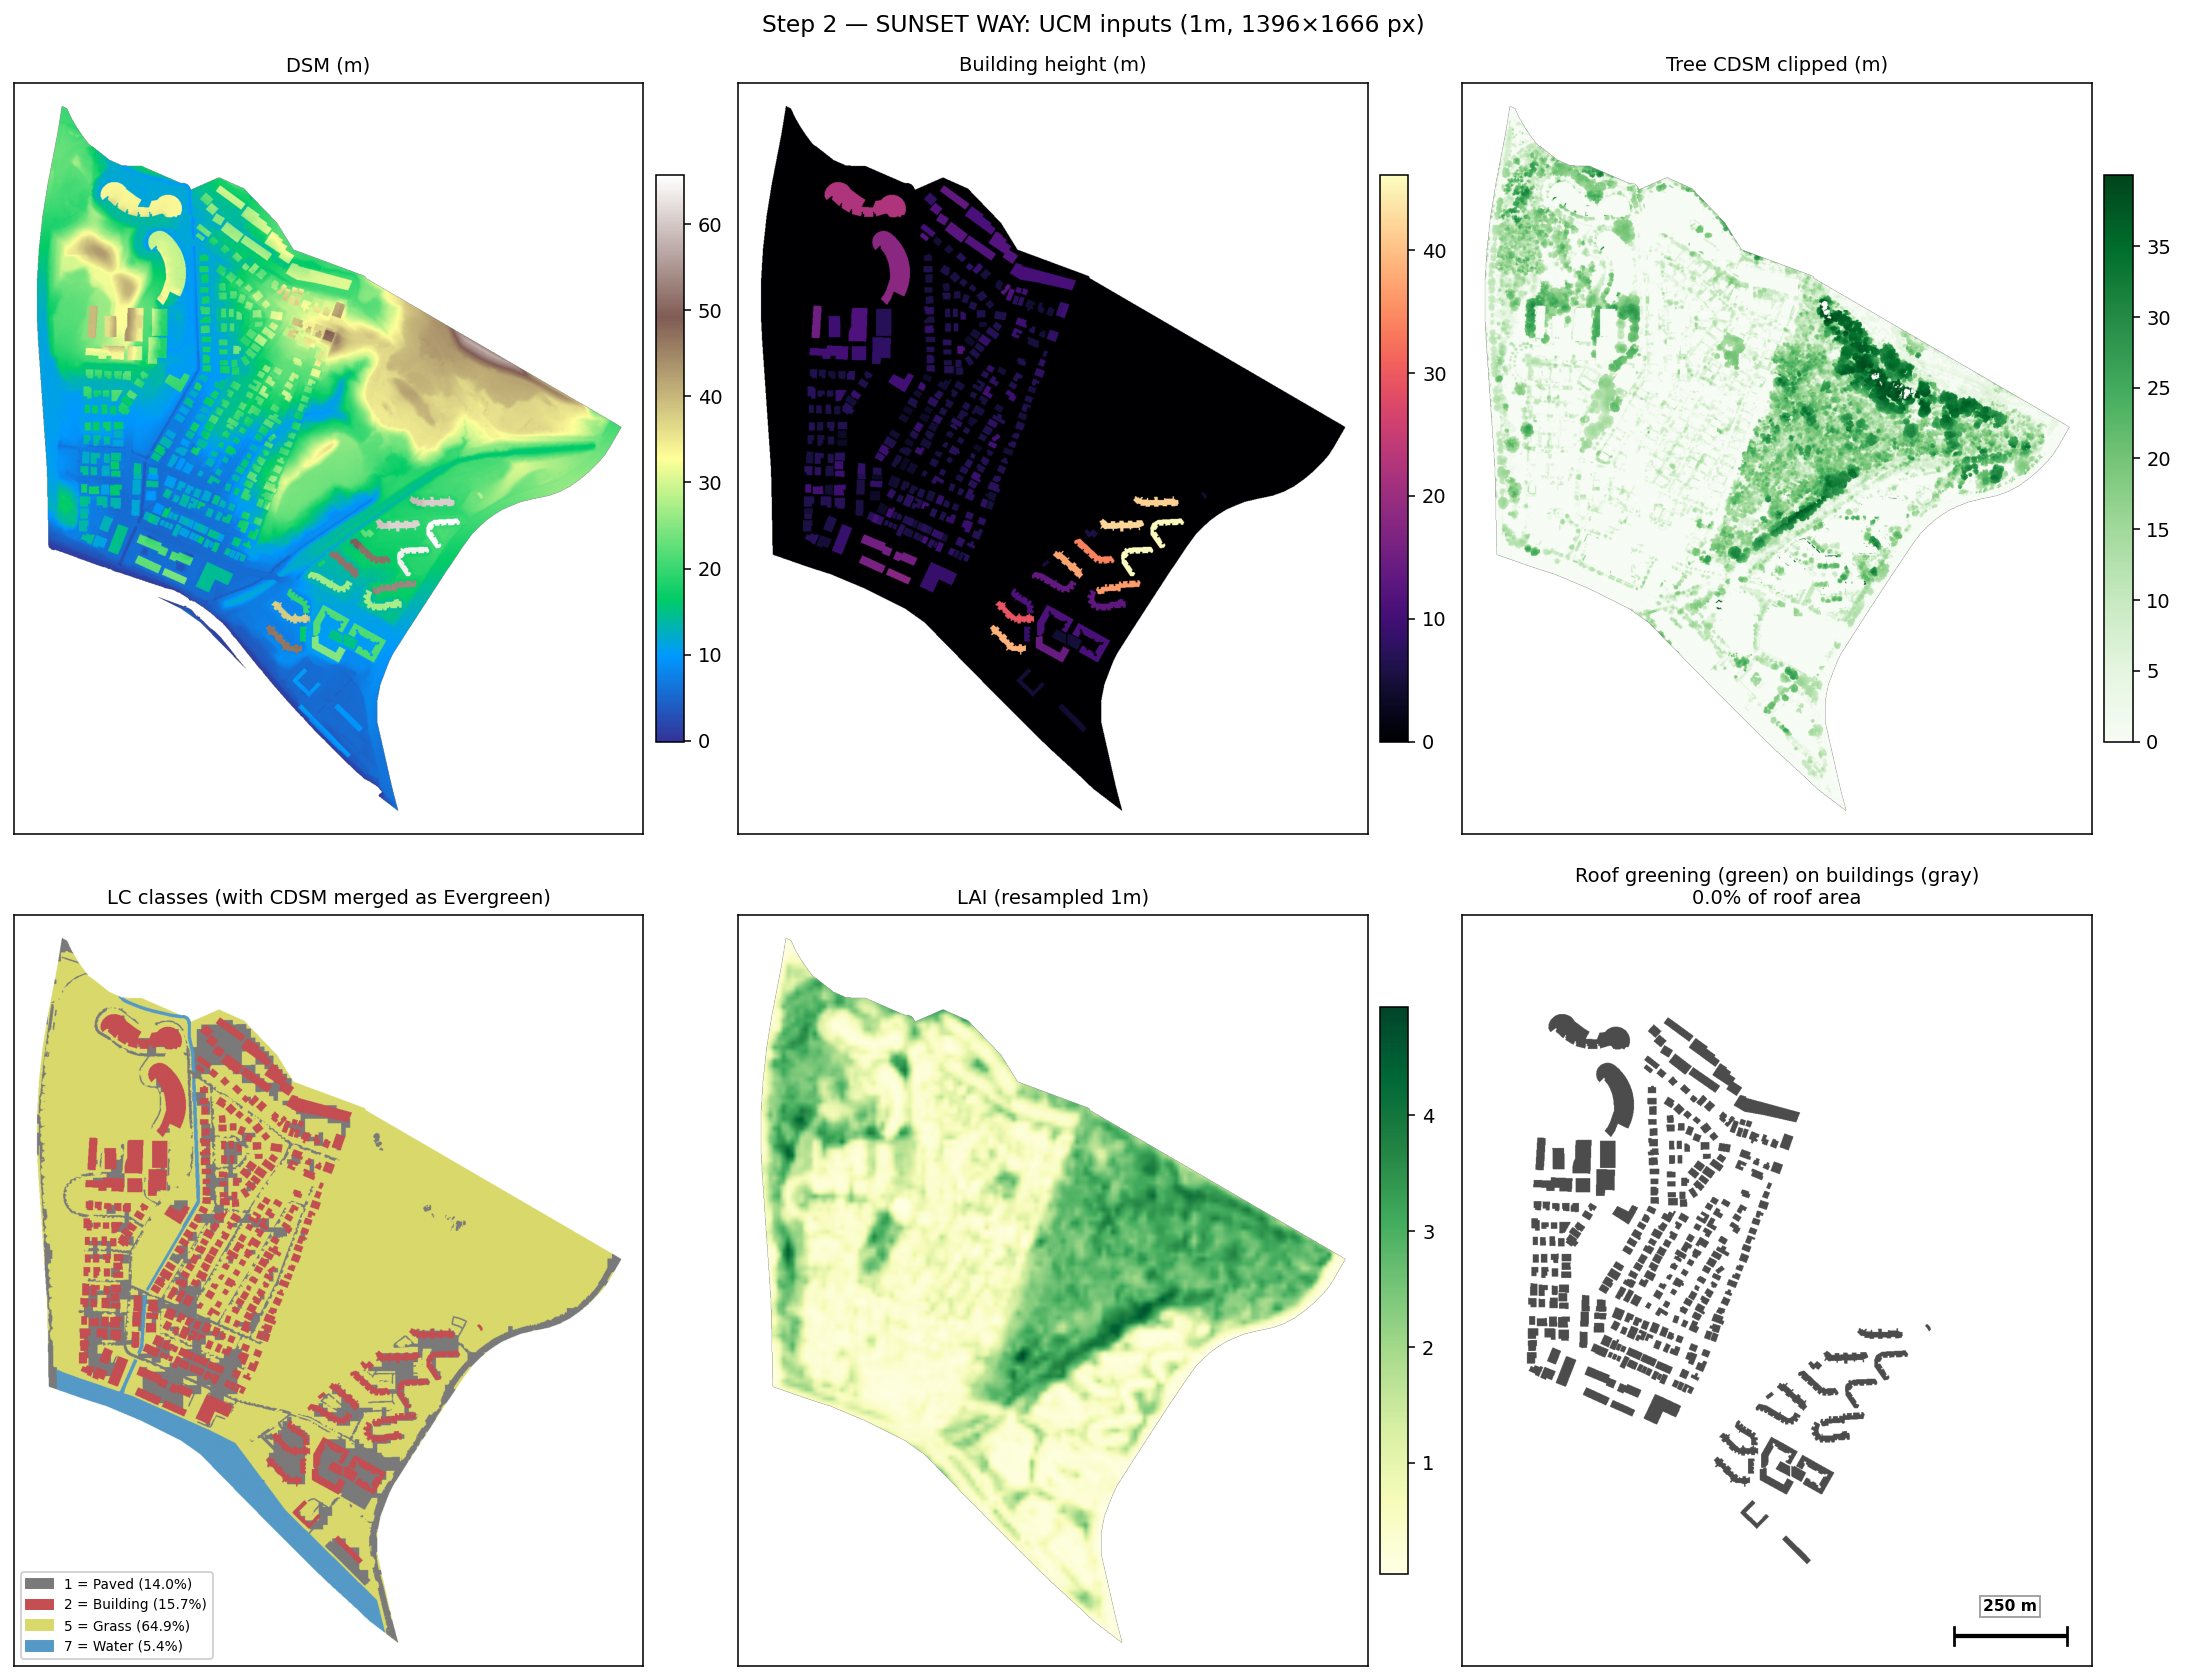 Step 2 — SUNSET WAY: UCM inputs (1m, 1396×1666 px)
DSM (m)
Building height (m)
Tree CDSM clipped (m)
60
50
40
30
20
10
0
40
30
20
10
0
35
30
25
20
15
10
5
0
LC classes (with CDSM merged as Evergreen)
LAI (resampled 1m)
Roof greening (green) on buildings (gray)
0.0% of roof area
1 = Paved (14.0%)
2 = Building (15.7%)
5 = Grass (64.9%)
7 = Water (5.4%)
4
3
2
1
250 m